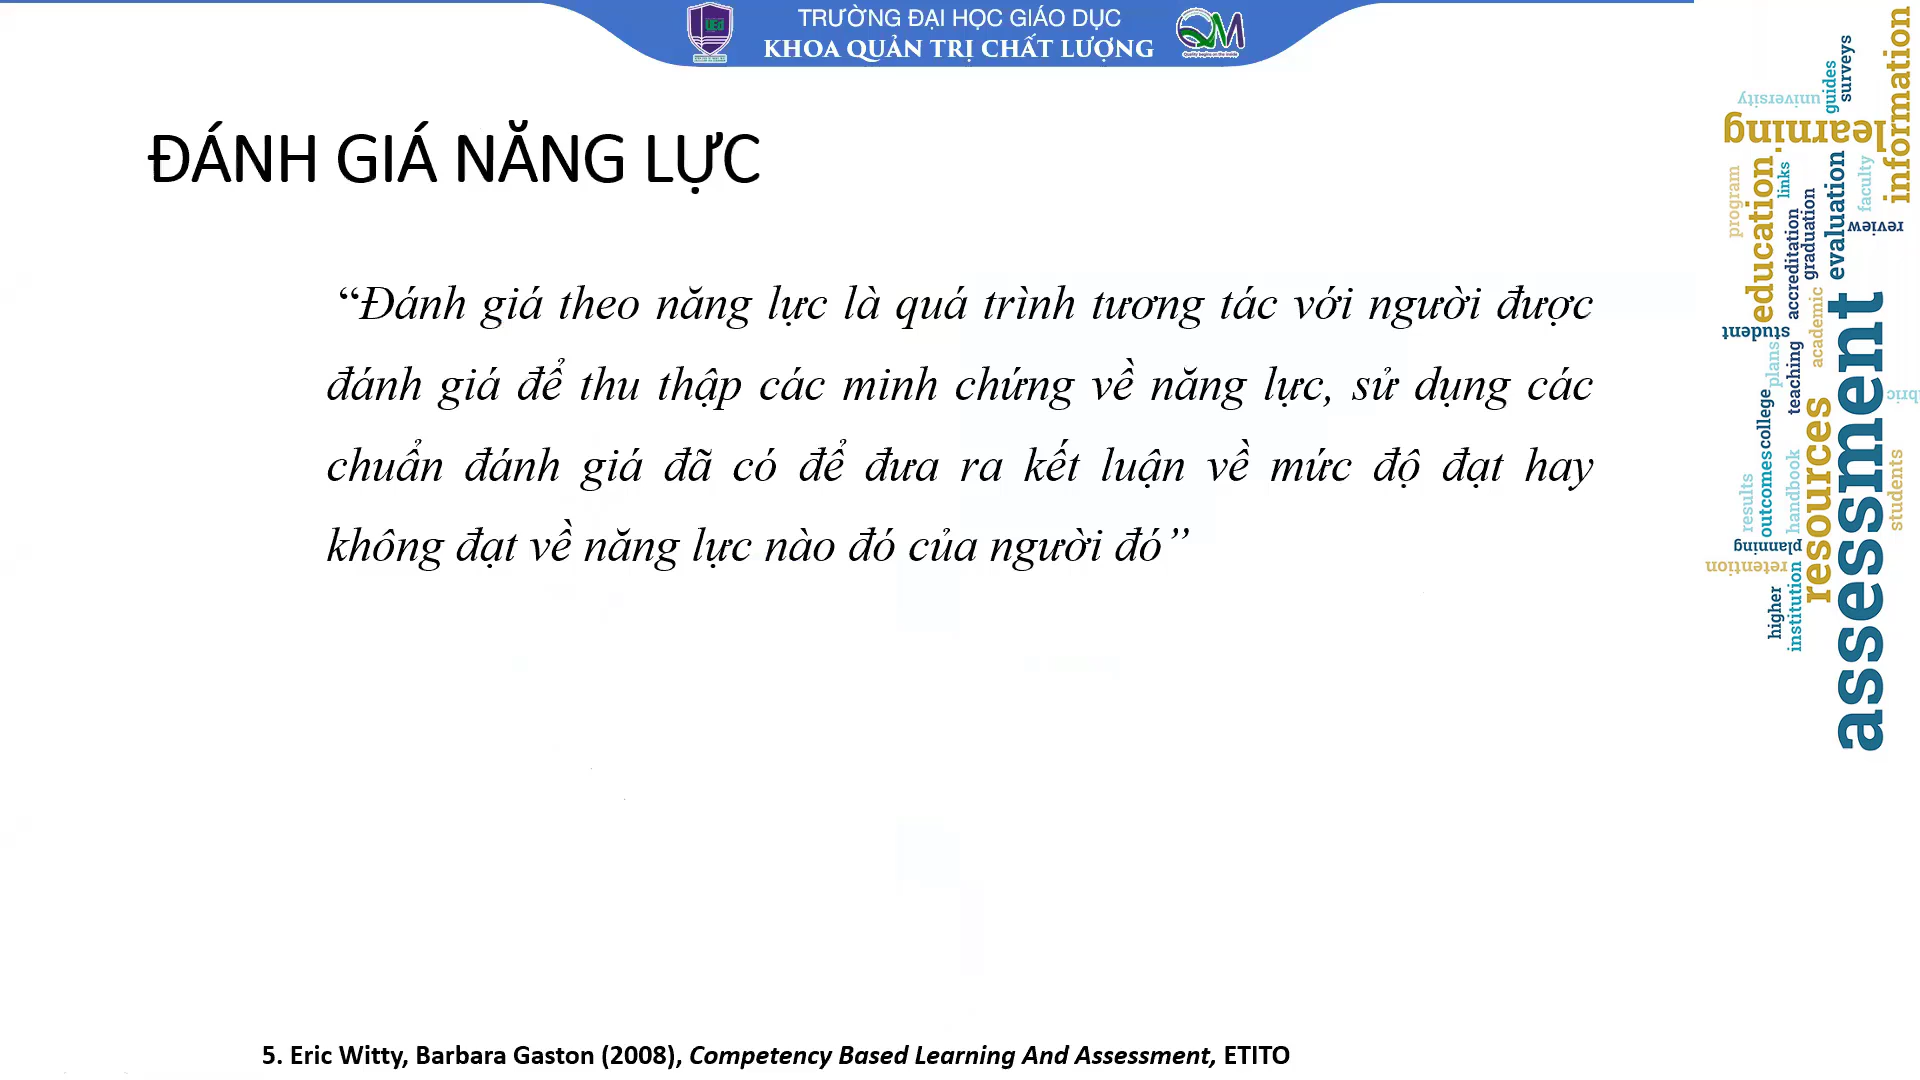 TRƯỜNG ĐẠI HỌC GIÁO DỤC
KHOA QUẢN TRỊ CHẤT LƯỢNG
UEd
QM
ĐÁNH GIÁ NĂNG LỰC
“Đánh giá theo năng lực là quá trình tương tác với người được
đánh giá để thu thập các minh chứng về năng lực, sử dụng các
chuẩn đánh giá đã có để đưa ra kết luận về mức độ đạt hay
không đạt về năng lực nào đó của người đó”
5. Eric Witty, Barbara Gaston (2008), Competency Based Learning And Assessment, ETITO
information
surveys
guides
university
learning
program
education
links
accreditation
graduation
evaluation
faculty
review
student
academic
plans
teaching
college
resources
assessment
results
outcomes
handbook
students
planning
retention
higher
institution